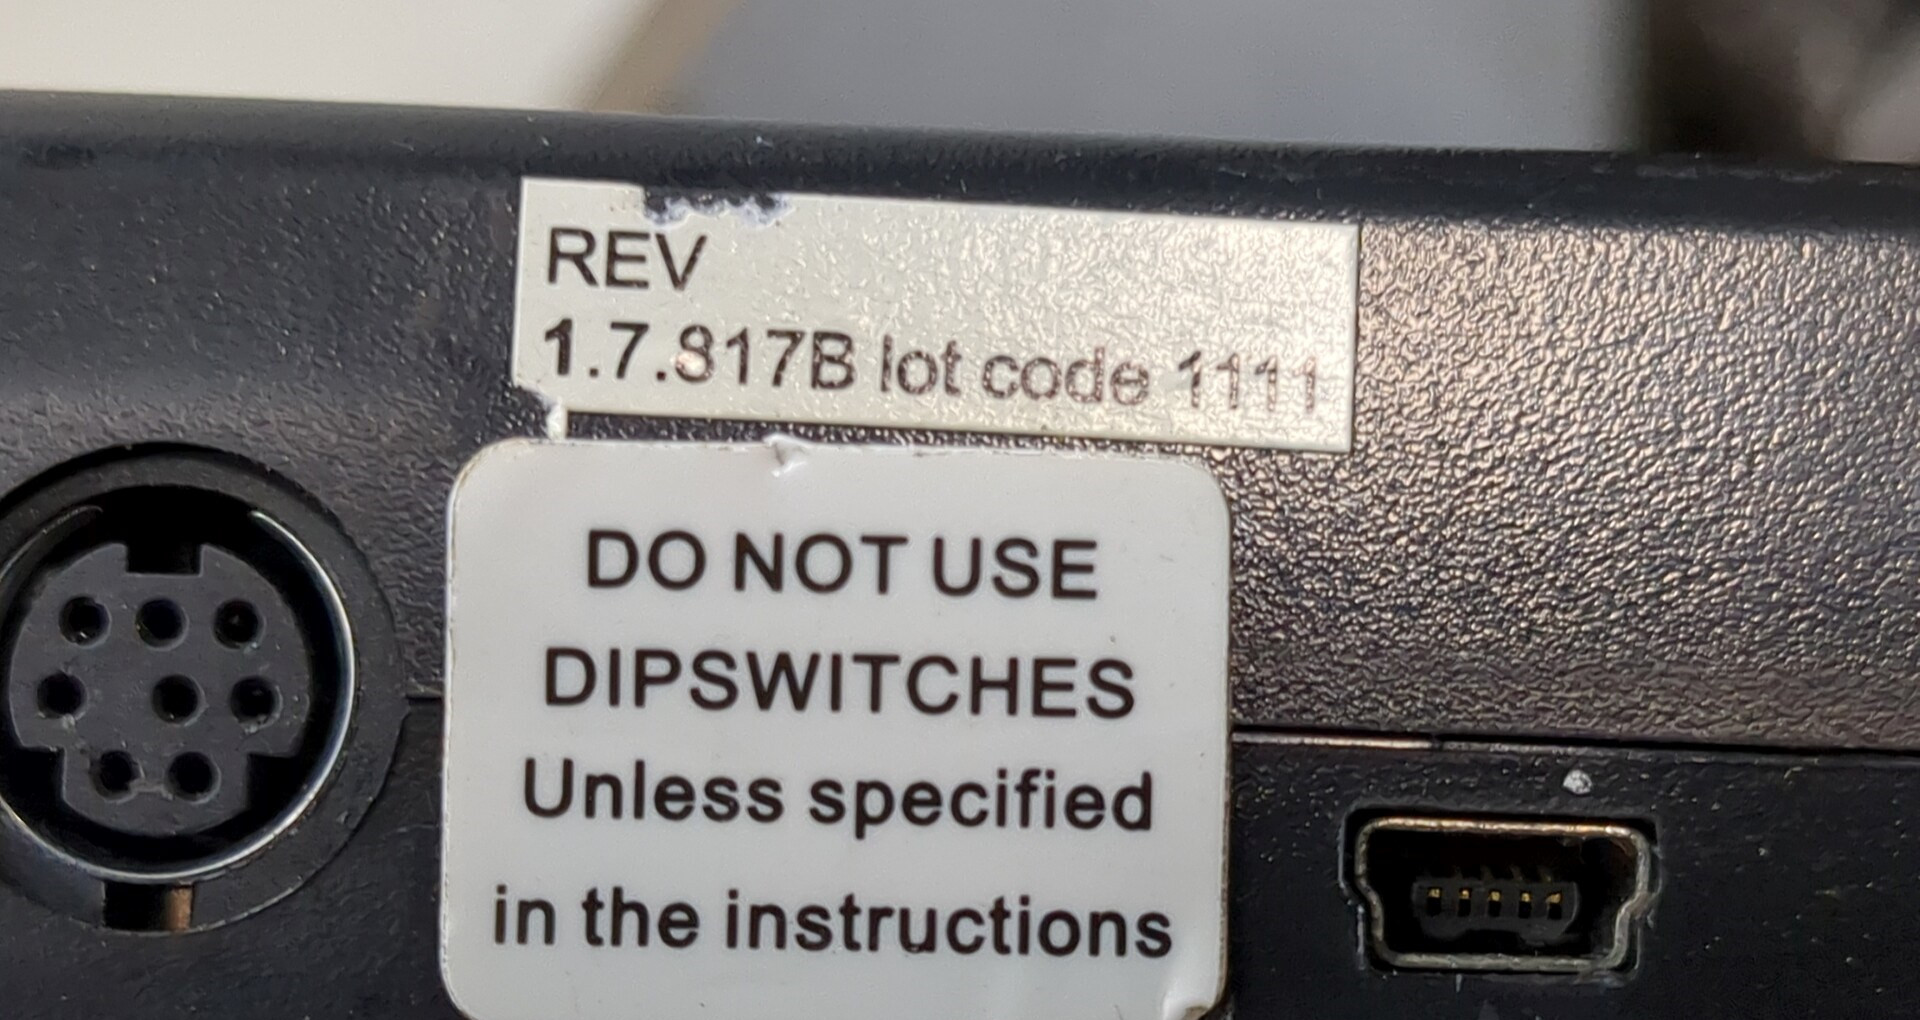 REV
1.7.817B lot code 1111
DO NOT USE
DIPSWITCHES
Unless specified
in the instructions